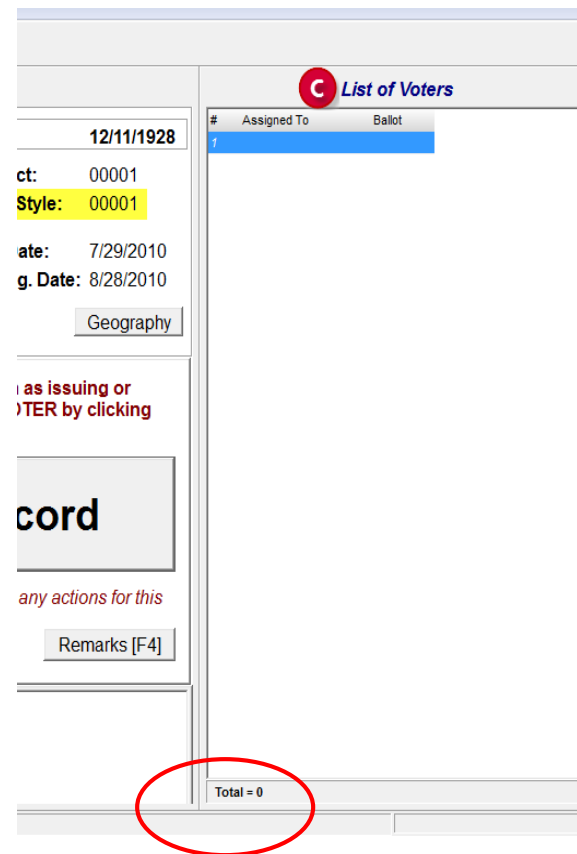 C List of Voters
# Assigned To Ballot
1
12/11/1928
ct: 00001
Style: 00001
ate: 7/29/2010
g. Date: 8/28/2010
Geography
as issuing or
OTER by clicking
cord
any actions for this
Remarks [F4]
Total = 0